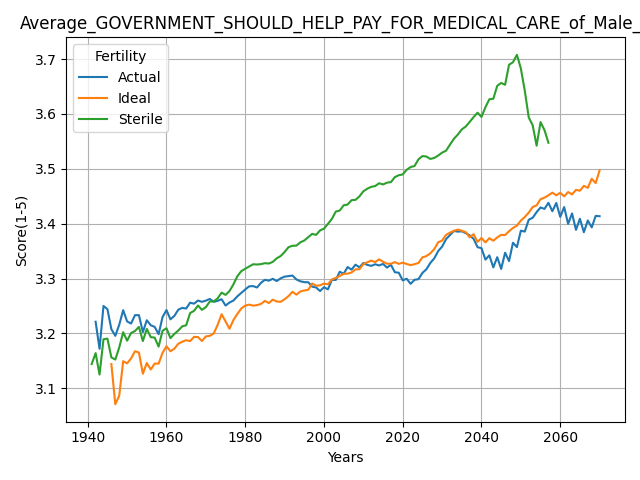 Average_GOVERNMENT_SHOULD_HELP_PAY_FOR_MEDICAL_CARE_of_Male_
Fertility
Actual
Ideal
Sterile
Score(1-5)
3.7
3.6
3.5
3.4
3.3
3.2
3.1
1940 1960 1980 2000 2020 2040 2060
Years